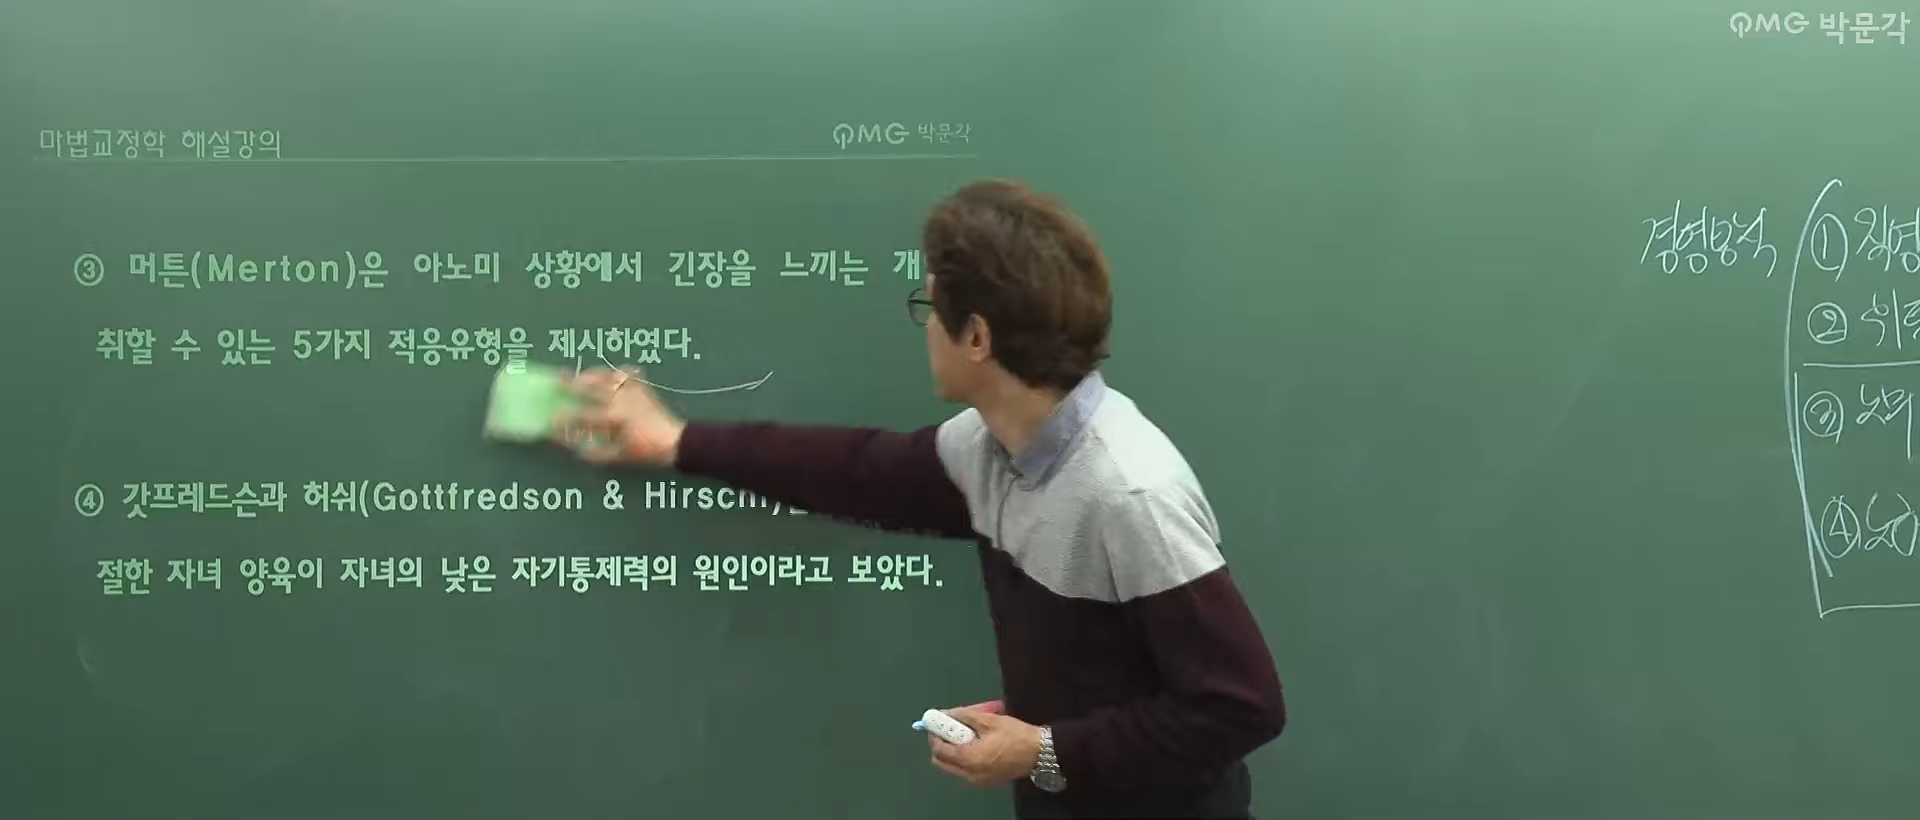 PMG 박문각
마법교정학 해설강의
PMG 박문각
③ 머튼(Merton)은 아노미 상황에서 긴장을 느끼는 개
취할 수 있는 5가지 적응유형을 제시하였다.
④ 갓프레드슨과 허쉬(Gottfredson & Hirschi)는
절한 자녀 양육이 자녀의 낮은 자기통제력의 원인이라고 보았다.
경영방식
① 직영
②
③
④